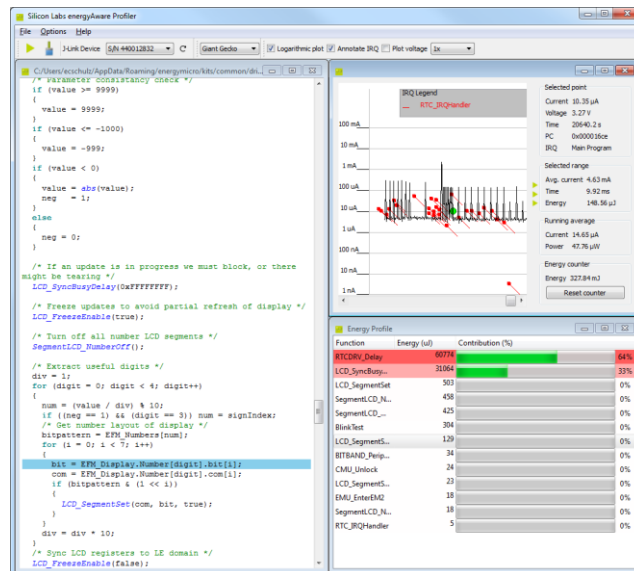 Silicon Labs energyAware Profiler
File Options Help
J-Link Device S/N 440012832 Giant Gecko Logarithmic plot Annotate IRQ Plot voltage 1x
C:/Users/ecschulz/AppData/Roaming/energymicro/kits/common/dri...
/* Parameter consistancy check */
if (value >= 9999)
{
value = 9999;
}
if (value <= -1000)
{
value = -999;
}
if (value < 0)
{
value = abs(value);
neg = 1;
}
else
{
neg = 0;
}
/* If an update is in progress we must block, or there
might be tearing */
LCD_SyncBusyDelay(0xFFFFFFFF);
/* Freeze updates to avoid partial refresh of display */
LCD_FreezeEnable(true);
/* Turn off all number LCD segments */
SegmentLCD_NumberOff();
/* Extract useful digits */
div = 1;
for (digit = 0; digit < 4; digit++)
{
num = (value / div) % 10;
if ((neg == 1) && (digit == 3)) num = signIndex;
/* Get number layout of display */
bitpattern = EFM_Numbers[num];
for (i = 0; i < 7; i++)
{
bit = EFM_Display.Number[digit].bit[i];
com = EFM_Display.Number[digit].com[i];
if (bitpattern & (1 << i))
{
LCD_SegmentSet(com, bit, true);
}
}
div = div * 10;
}
/* Sync LCD registers to LE domain */
LCD_FreezeEnable(false);
IRQ Legend
RTC_IRQHandler
100 mA
10 mA
1 mA
100 uA
10 uA
1 uA
100 nA
10 nA
1 nA
Selected point
Current 10.35 µA
Voltage 3.27 V
Time 20640.2 s
PC 0x000016ce
IRQ Main Program
Selected range
Avg. current 4.63 mA
Time 9.92 ms
Energy 148.56 µJ
Running average
Current 14.65 µA
Power 47.76 µW
Energy counter
Energy 327.84 mJ
Reset counter
Energy Profile
Function Energy (uJ) Contribution (%)
RTCDRV_Delay 60774 64%
LCD_SyncBusy... 31064 33%
LCD_SegmentSet 503 0%
SegmentLCD_N... 458 0%
SegmentLCD_... 425 0%
BlinkTest 304 0%
LCD_SegmentS... 129 0%
BITBAND_Perip... 34 0%
CMU_Unlock 24 0%
LCD_SegmentS... 23 0%
EMU_EnterEM2 18 0%
SegmentLCD_N... 18 0%
RTC_IRQHandler 5 0%